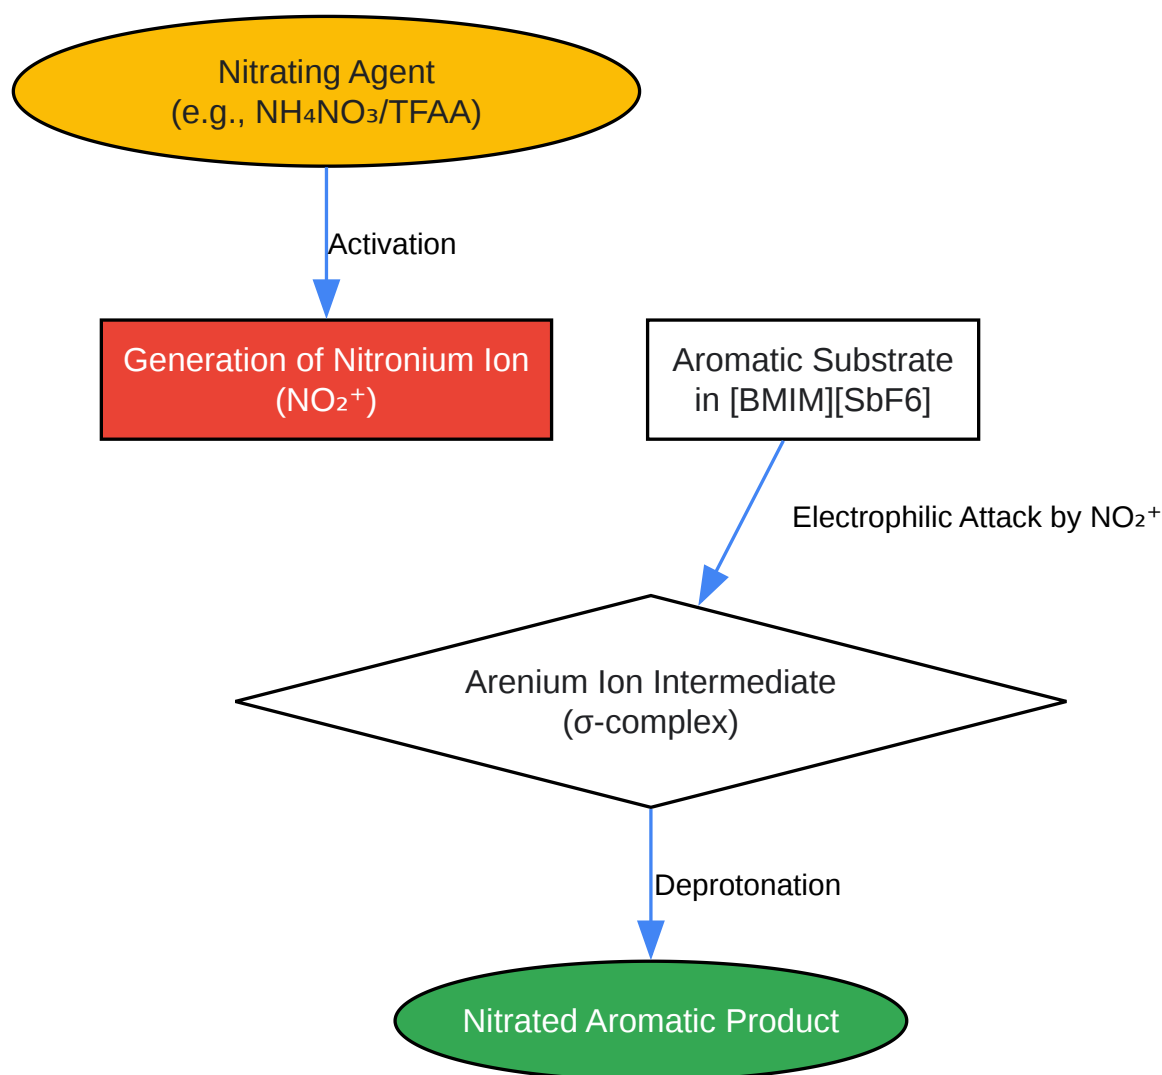 Nitrating Agent
(e.g., NH₄NO₃/TFAA)
Activation
Generation of Nitronium Ion
(NO₂⁺)
Aromatic Substrate
in [BMIM][SbF6]
Electrophilic Attack by NO₂⁺
Arenium Ion Intermediate
(σ-complex)
Deprotonation
Nitrated Aromatic Product